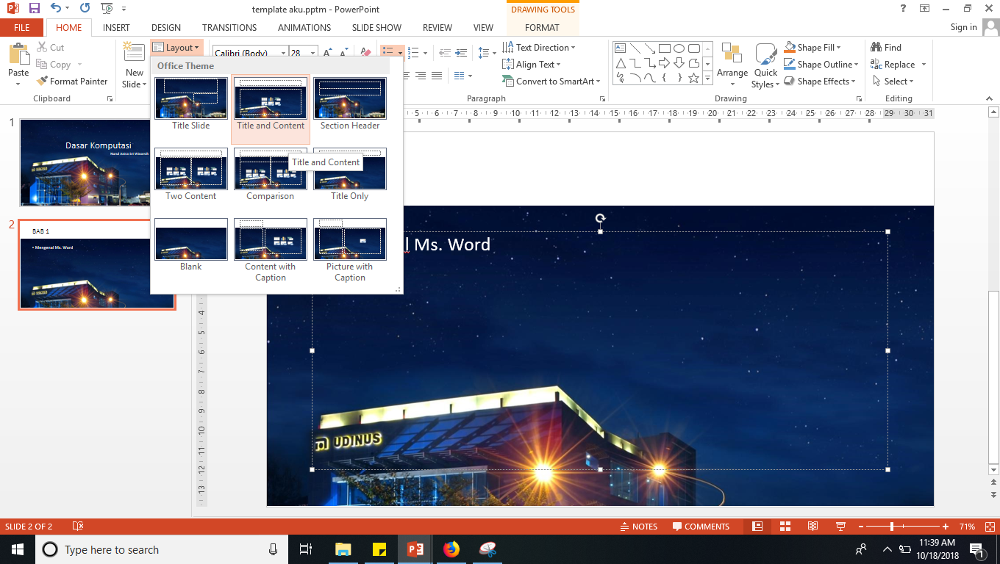 template aku.pptm - PowerPoint
DRAWING TOOLS
FILE
HOME
INSERT
DESIGN
TRANSITIONS
ANIMATIONS
SLIDE SHOW
REVIEW
VIEW
FORMAT
Sign in
Paste
Cut
Copy
Format Painter
Clipboard
New
Slide
Layout
Calibri (Body)
28
Text Direction
Align Text
Convert to SmartArt
Paragraph
Arrange
Quick
Styles
Shape Fill
Shape Outline
Shape Effects
Drawing
Find
Replace
Select
Editing
Office Theme
Title Slide
Title and Content
Section Header
Two Content
Comparison
Title Only
Title and Content
Blank
Content with
Caption
Picture with
Caption
5 6 7 8 9 10 11 12 13 14 15 16 17 18 19 20 21 22 23 24 25 26 27 28 29 30 31
4
5
6
7
8
9
10
11
12
13
1
Dasar Komputasi
Nurul Anisa Sri Winarsih
2
BAB 1
• Mengenal Ms. Word
l Ms. Word
UDINUS
SLIDE 2 OF 2
NOTES
COMMENTS
71%
Type here to search
11:39 AM
10/18/2018
1